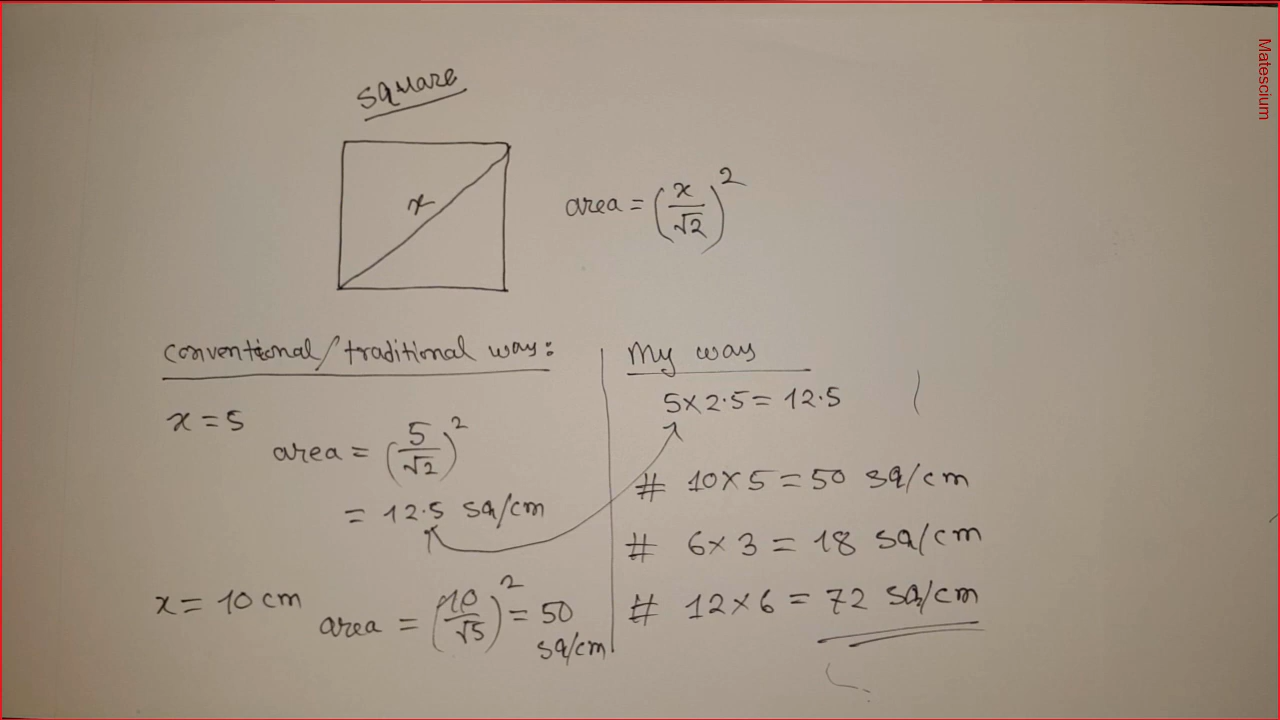 square
x
area = (x/√2)²
conventional/traditional way:
x = 5
area = (5/√2)²
= 12.5 sq/cm
x = 10 cm
area = (10/√5)² = 50
sq/cm
My way
5×2.5 = 12.5
# 10×5 = 50 sq/cm
# 6×3 = 18 sq/cm
# 12×6 = 72 sq/cm
Matescium